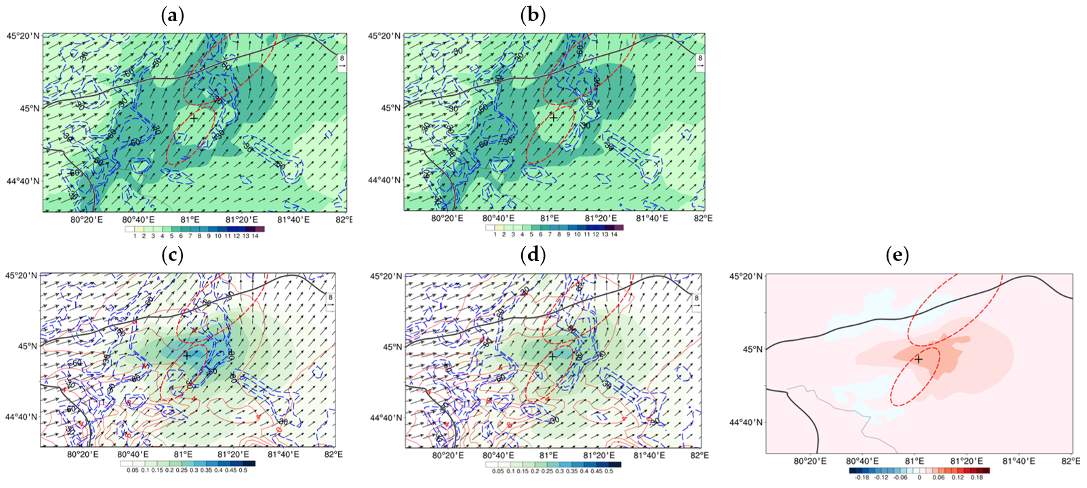 (a) (b)
45°20'N 45°20'N
8 8
45°N 45°N
44°40'N 44°40'N
80°20'E 80°40'E 81°E 81°20'E 81°40'E 82°E 80°20'E 80°40'E 81°E 81°20'E 81°40'E 82°E
1 2 3 4 5 6 7 8 9 10 11 12 13 14 1 2 3 4 5 6 7 8 9 10 11 12 13 14
(c) (d) (e)
45°20'N 45°20'N 45°20'N
8 8
45°N 45°N 45°N
44°40'N 44°40'N 44°40'N
80°20'E 80°40'E 81°E 81°20'E 81°40'E 82°E 80°20'E 80°40'E 81°E 81°20'E 81°40'E 82°E 80°20'E 80°40'E 81°E 81°20'E 81°40'E 82°E
0.05 0.1 0.15 0.2 0.25 0.3 0.35 0.4 0.45 0.5 0.05 0.1 0.15 0.2 0.25 0.3 0.35 0.4 0.45 0.5 -0.18 -0.12 -0.06 0 0.06 0.12 0.18